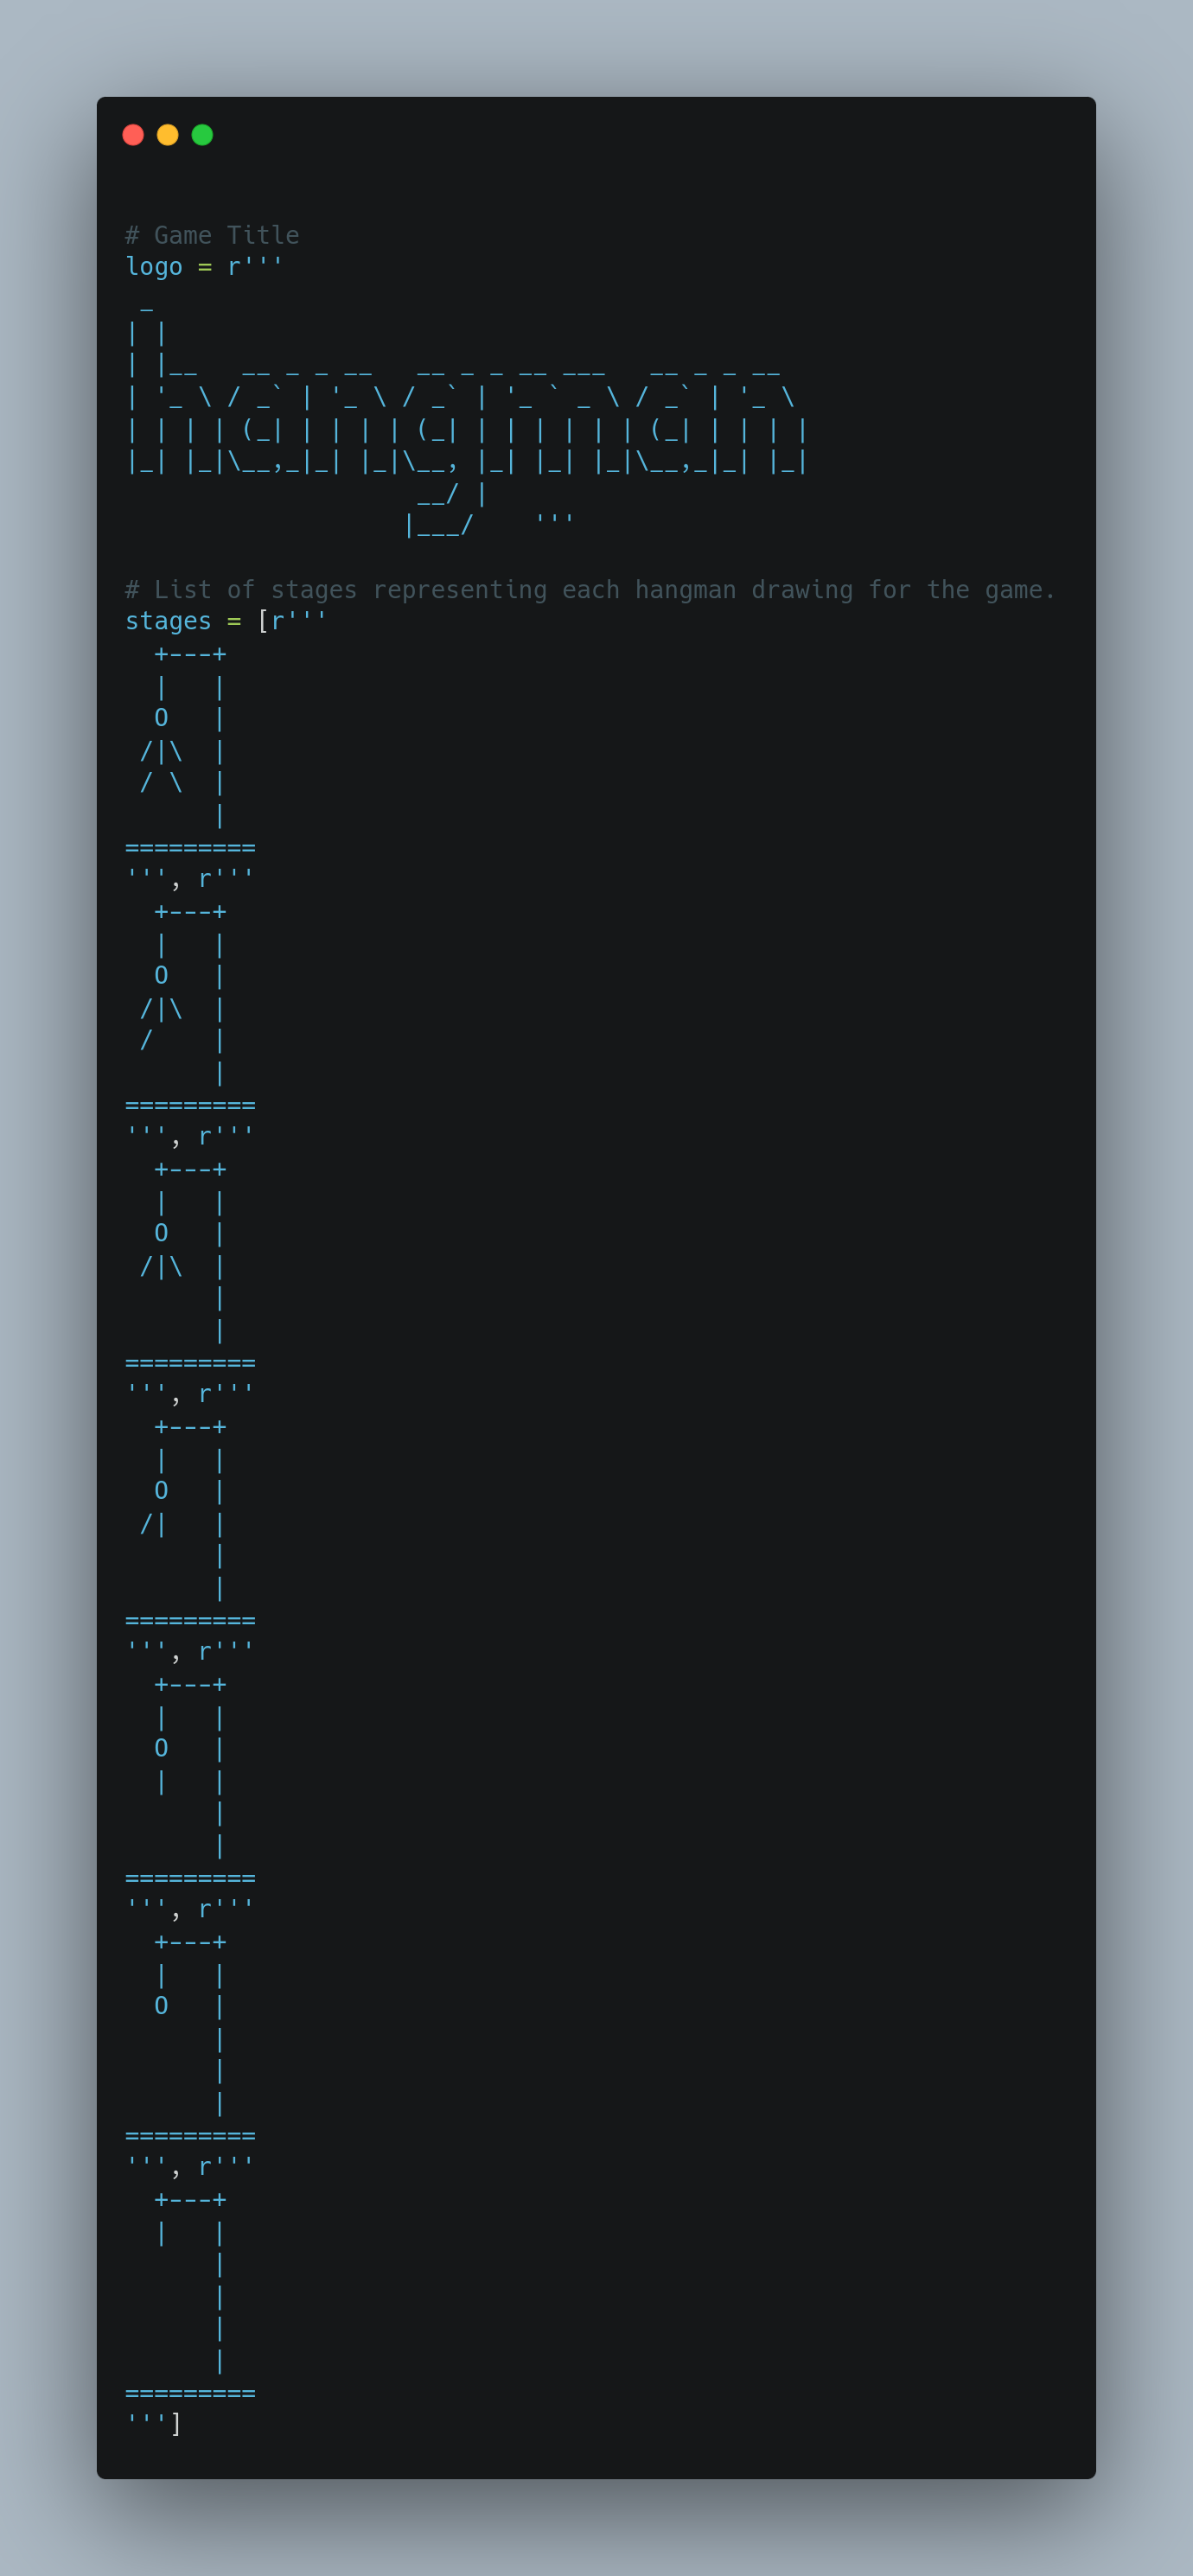 # Game Title
logo = r'''
 _
| |
| |__   __ _ _ __   __ _ _ __ ___   __ _ _ __
| '_ \ / _` | '_ \ / _` | '_ ` _ \ / _` | '_ \
| | | | (_| | | | | (_| | | | | | | (_| | | | |
|_| |_|\__,_|_| |_|\__, |_| |_| |_|\__,_|_| |_|
                    __/ |
                   |___/    '''

# List of stages representing each hangman drawing for the game.
stages = [r'''
  +---+
  |   |
  O   |
 /|\  |
 / \  |
      |
=========
''', r'''
  +---+
  |   |
  O   |
 /|\  |
 /    |
      |
=========
''', r'''
  +---+
  |   |
  O   |
 /|\  |
      |
      |
=========
''', r'''
  +---+
  |   |
  O   |
 /|   |
      |
      |
=========
''', r'''
  +---+
  |   |
  O   |
  |   |
      |
      |
=========
''', r'''
  +---+
  |   |
  O   |
      |
      |
      |
=========
''', r'''
  +---+
  |   |
      |
      |
      |
      |
=========
''']